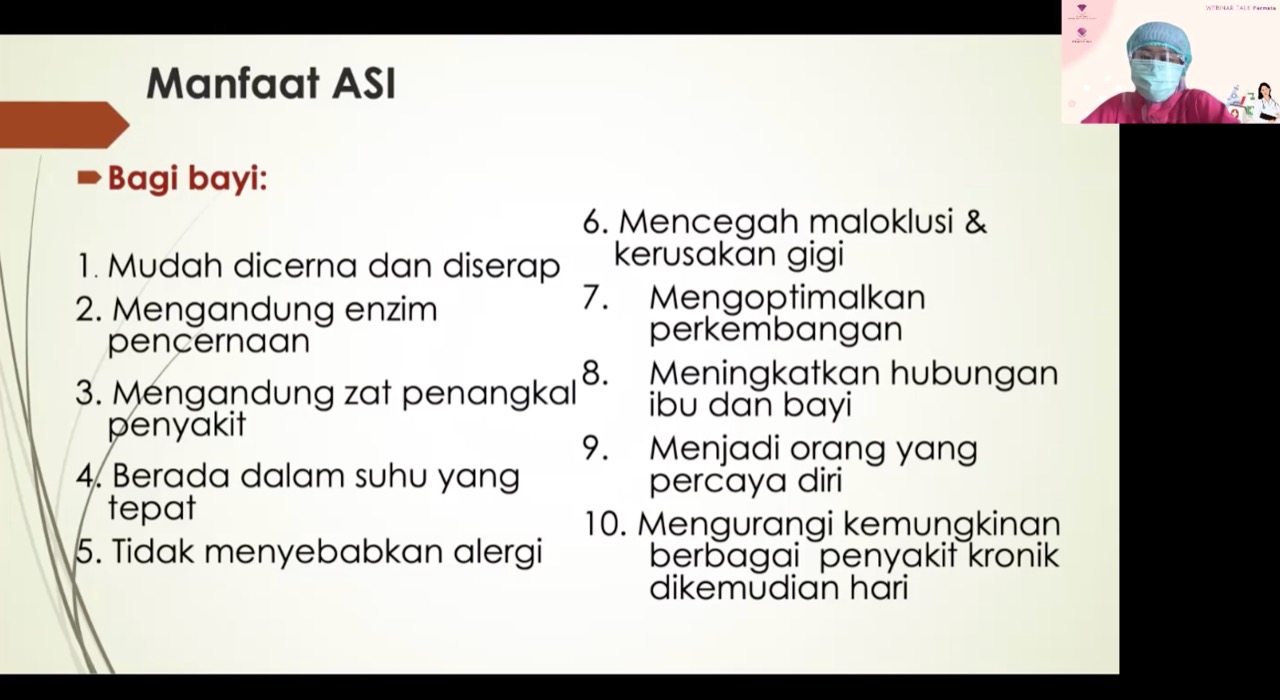 Manfaat ASI
Bagi bayi:
1. Mudah dicerna dan diserap
2. Mengandung enzim
pencernaan
3. Mengandung zat penangkal
penyakit
4. Berada dalam suhu yang
tepat
5. Tidak menyebabkan alergi
6. Mencegah maloklusi &
kerusakan gigi
7. Mengoptimalkan
perkembangan
8. Meningkatkan hubungan
ibu dan bayi
9. Menjadi orang yang
percaya diri
10. Mengurangi kemungkinan
berbagai penyakit kronik
dikemudian hari
WEBINAR TALE Permata